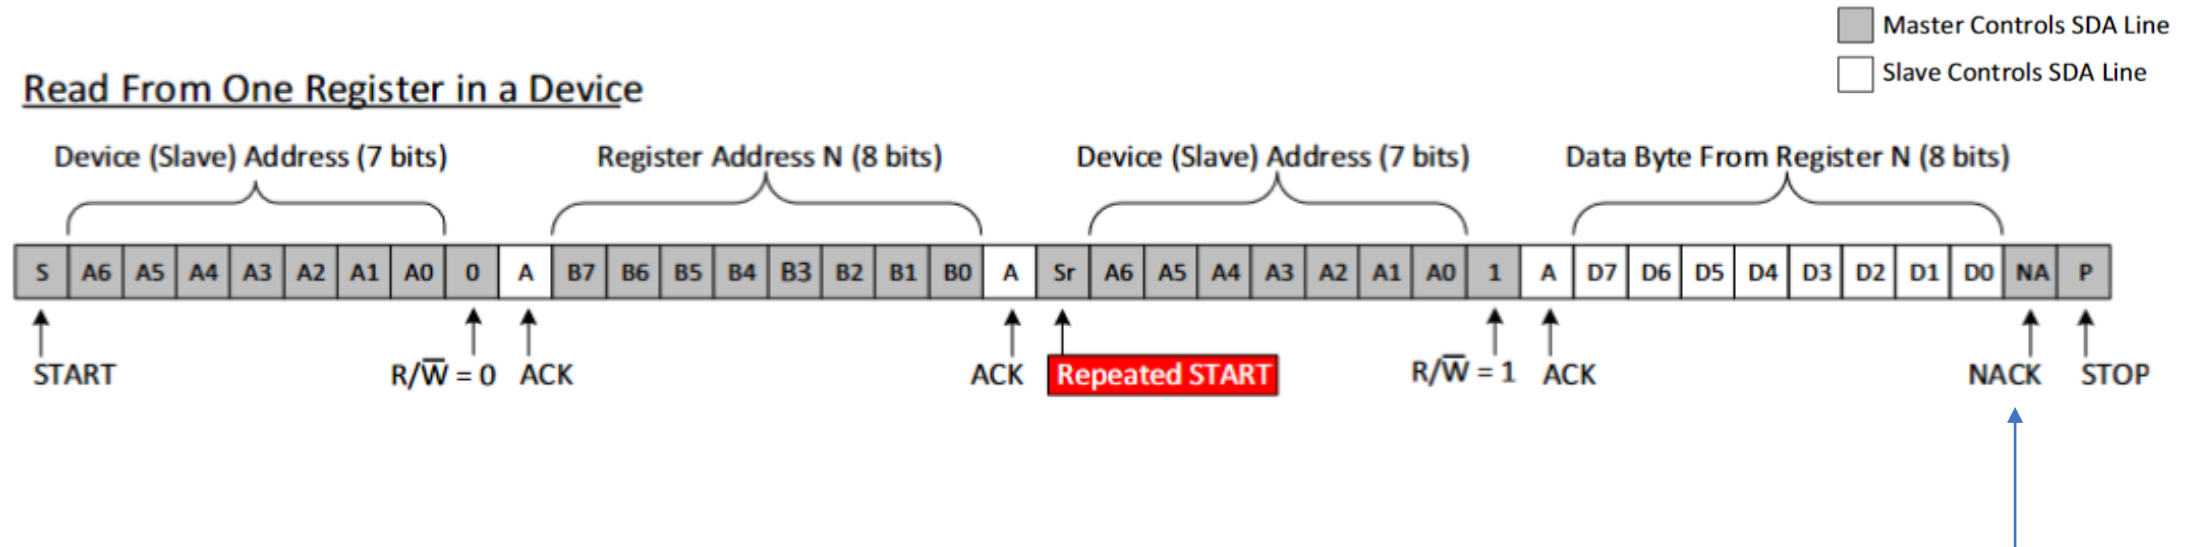 Master Controls SDA Line
Slave Controls SDA Line
Read From One Register in a Device
Device (Slave) Address (7 bits) Register Address N (8 bits) Device (Slave) Address (7 bits) Data Byte From Register N (8 bits)
S A6 A5 A4 A3 A2 A1 A0 0 A B7 B6 B5 B4 B3 B2 B1 B0 A Sr A6 A5 A4 A3 A2 A1 A0 1 A D7 D6 D5 D4 D3 D2 D1 D0 NA P
START R/W̅ = 0 ACK ACK Repeated START R/W̅ = 1 ACK NACK STOP